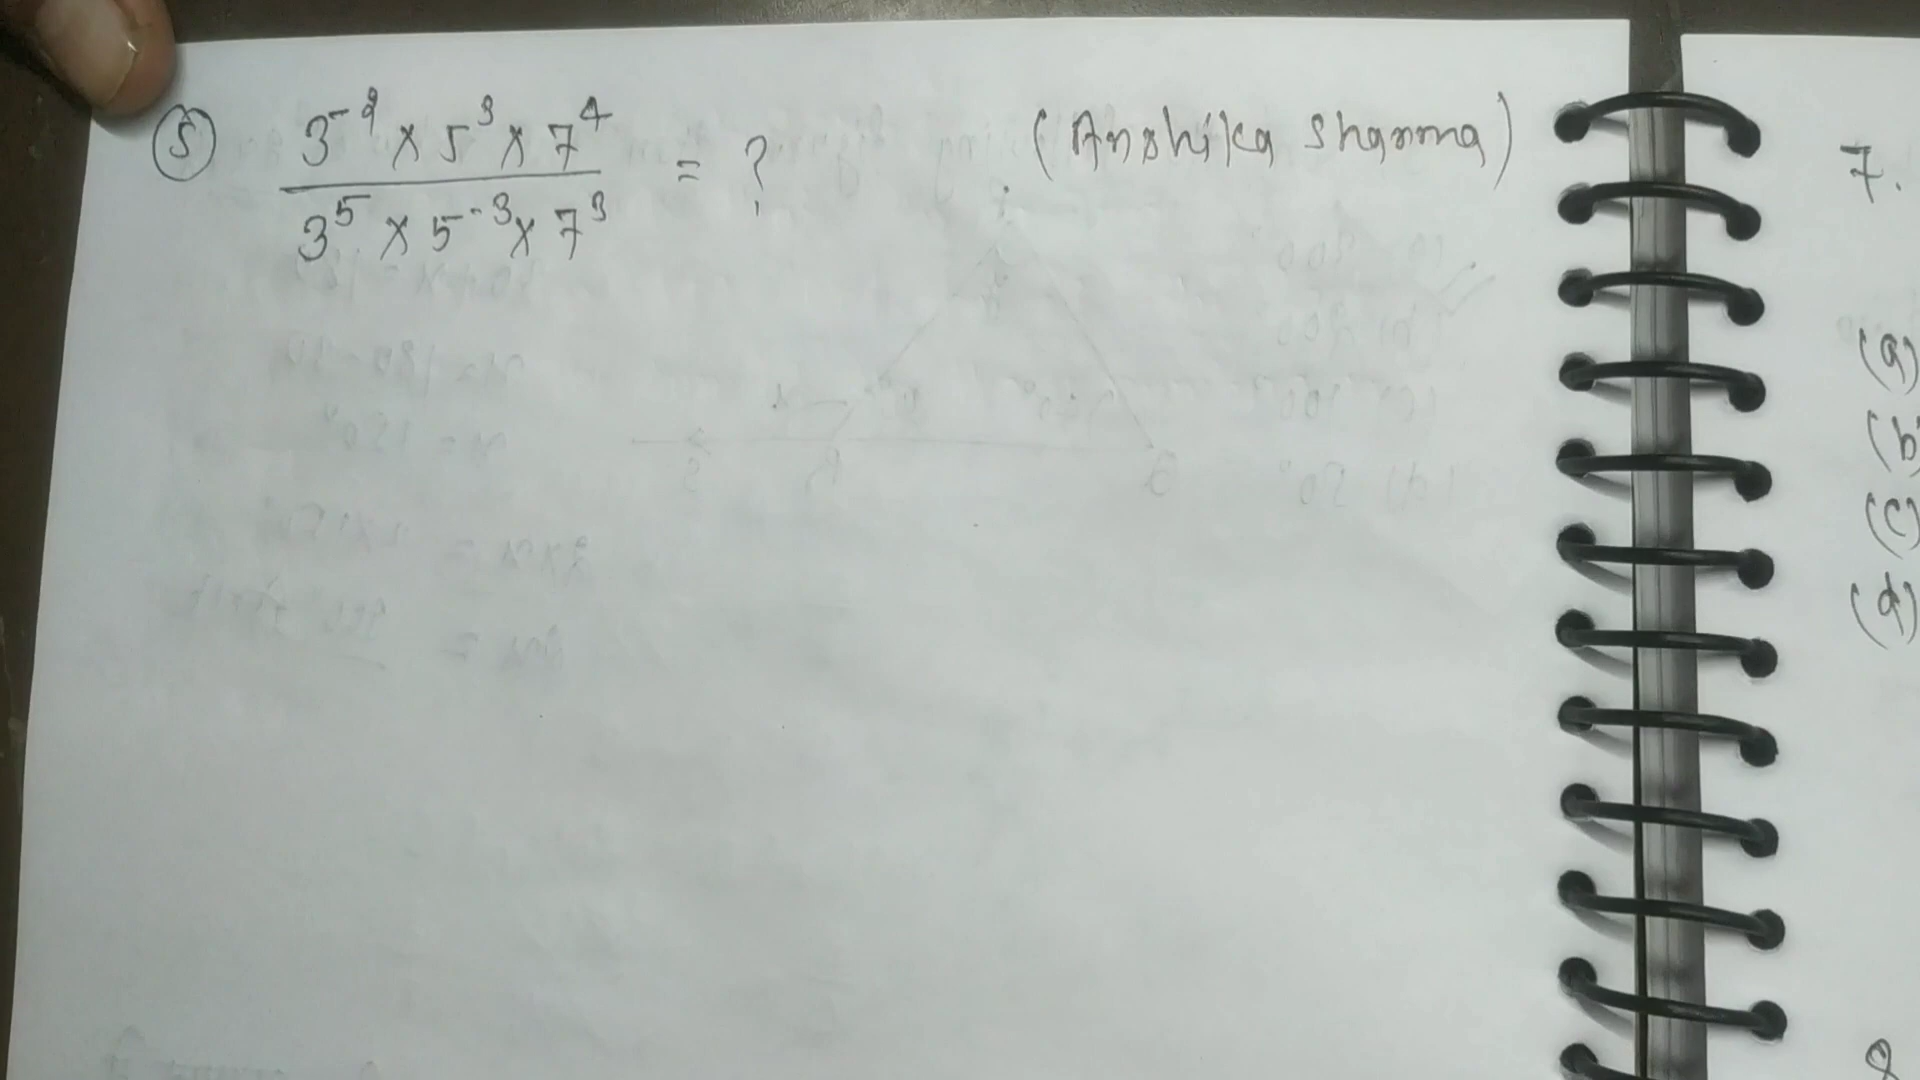 (5) 3^-2 × 5^3 × 7^4 / 3^5 × 5^-3 × 7^3 = ? (Anshika Sharma)
7.
(a)
(b)
(c)
(d)